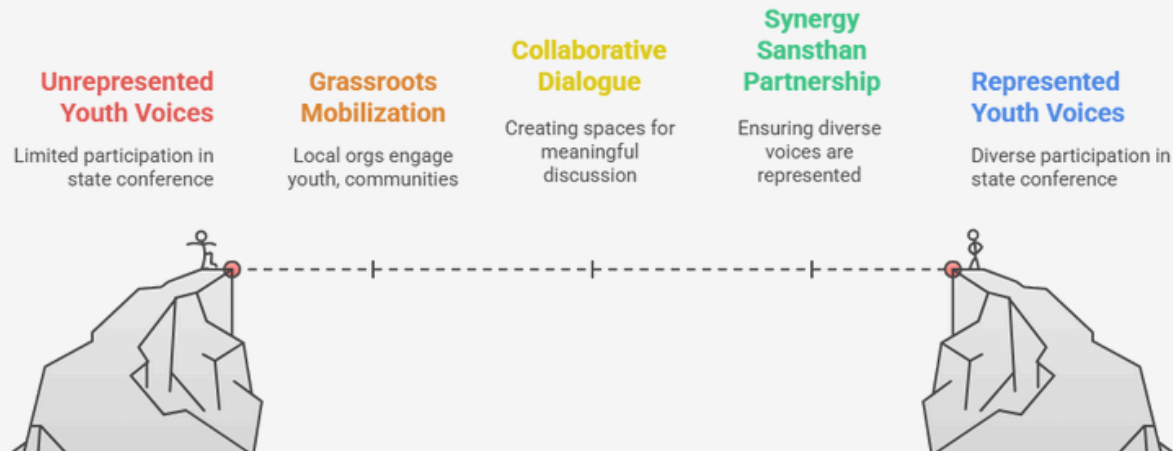 Unrepresented
Youth Voices
Limited participation in
state conference
Grassroots
Mobilization
Local orgs engage
youth, communities
Collaborative
Dialogue
Creating spaces for
meaningful
discussion
Synergy
Sansthan
Partnership
Ensuring diverse
voices are
represented
Represented
Youth Voices
Diverse participation in
state conference